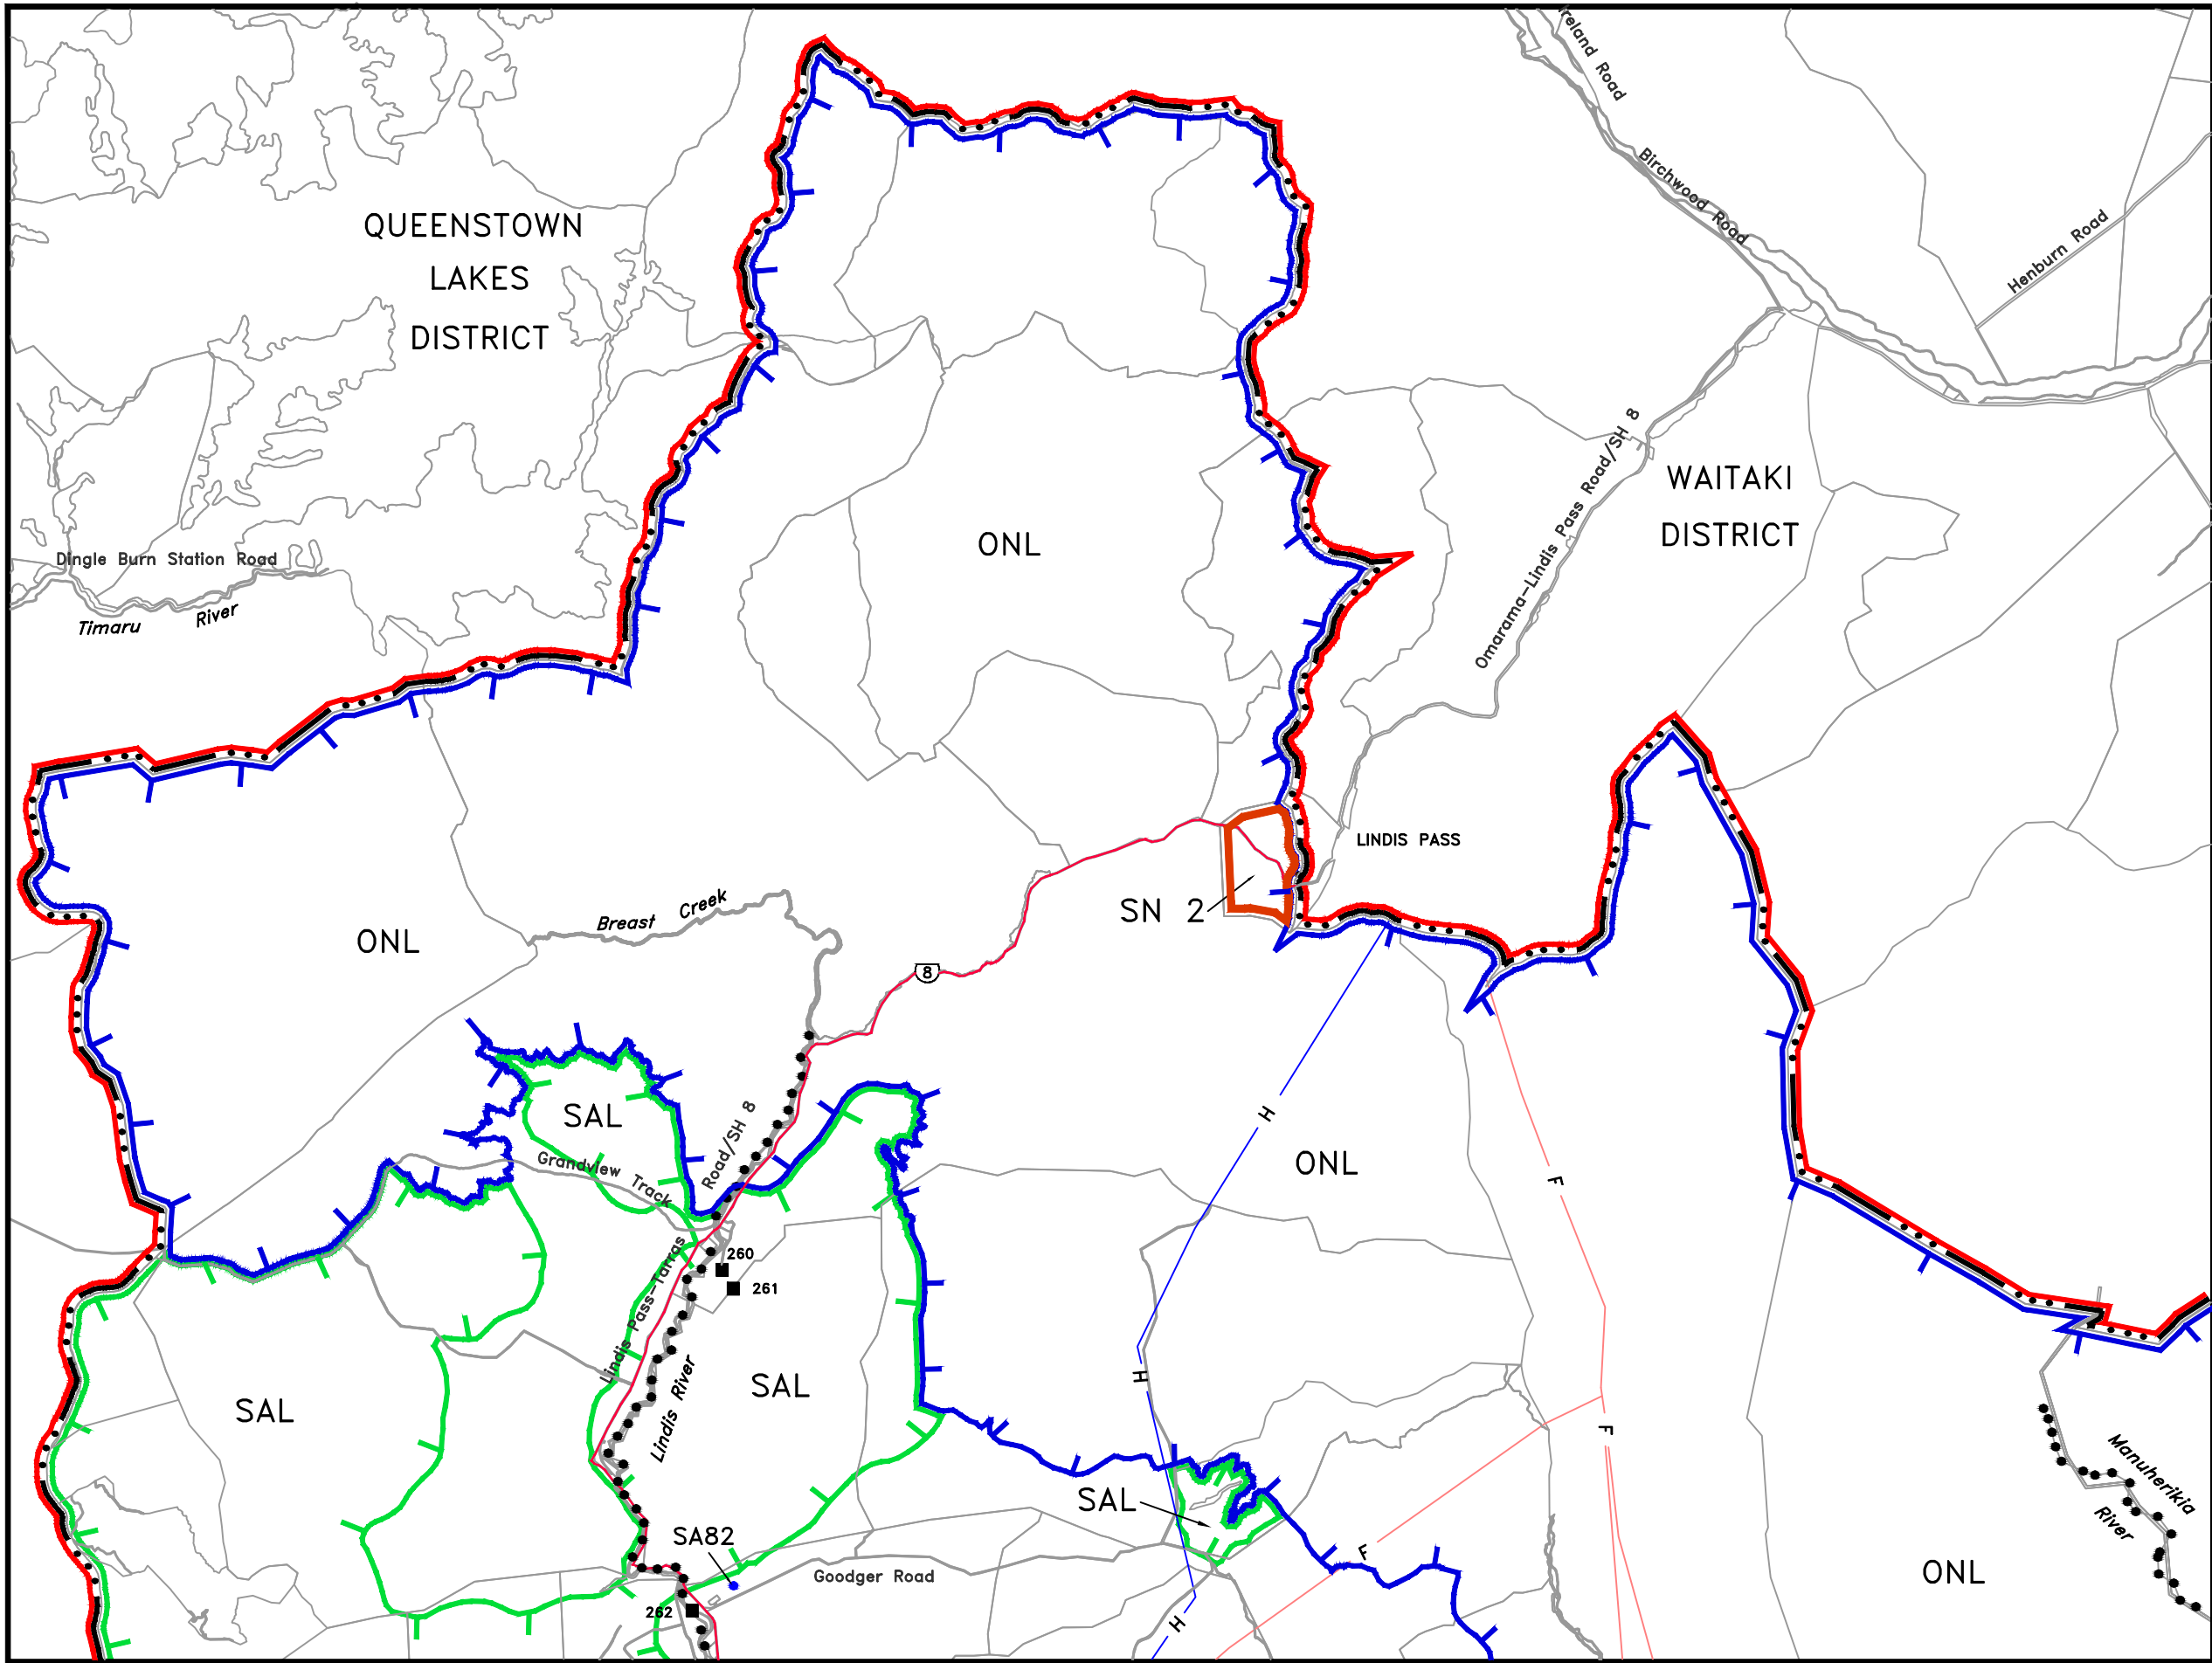 Ireland Road
Birchwood Road
Henburn Road
QUEENSTOWN
LAKES
DISTRICT
Omarama-Lindis Pass Road/SH 8
WAITAKI
DISTRICT
ONL
Dingle Burn Station Road
Timaru River
LINDIS PASS
SN 2
Breast Creek
ONL
8
SAL
Road/SH 8
H
ONL
F
Grandview Track
260
261
Lindis Pass-Tarras
Lindis River
SAL
SAL
H
F
Manuherikia
River
SAL
SA82
F
Goodger Road
ONL
262
H